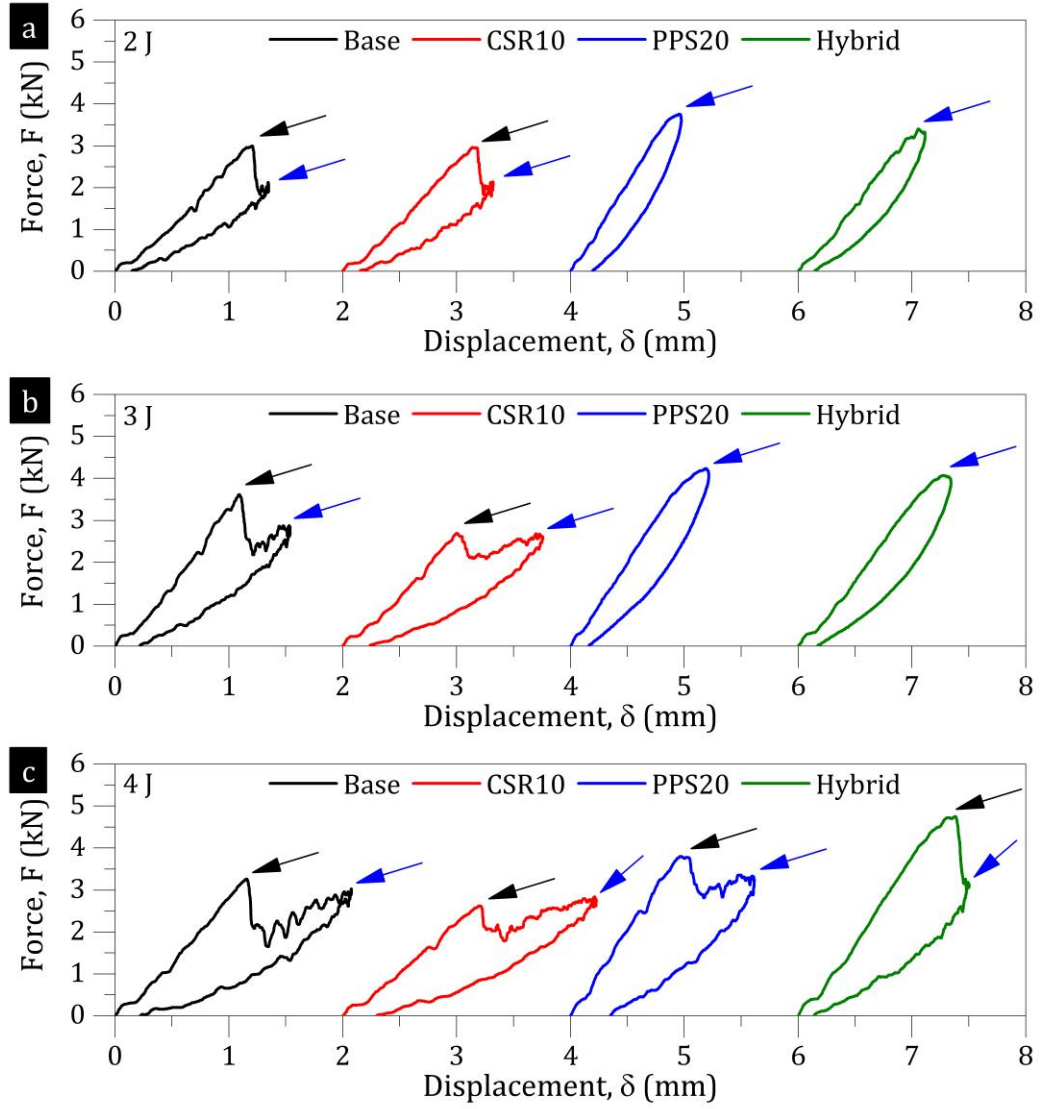 a
6
2 J
Base
CSR10
PPS20
Hybrid
5
4
3
2
1
0
Force, F (kN)
0 1 2 3 4 5 6 7 8
Displacement, δ (mm)
b
6
3 J
Base
CSR10
PPS20
Hybrid
5
4
3
2
1
0
Force, F (kN)
0 1 2 3 4 5 6 7 8
Displacement, δ (mm)
c
6
4 J
Base
CSR10
PPS20
Hybrid
5
4
3
2
1
0
Force, F (kN)
0 1 2 3 4 5 6 7 8
Displacement, δ (mm)